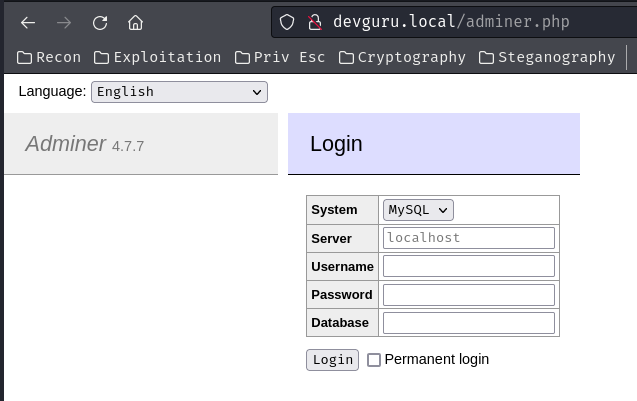 devguru.local/adminer.php
Recon Exploitation Priv Esc Cryptography Steganography
Language: English
Adminer 4.7.7
Login
System MySQL
Server localhost
Username
Password
Database
Login Permanent login